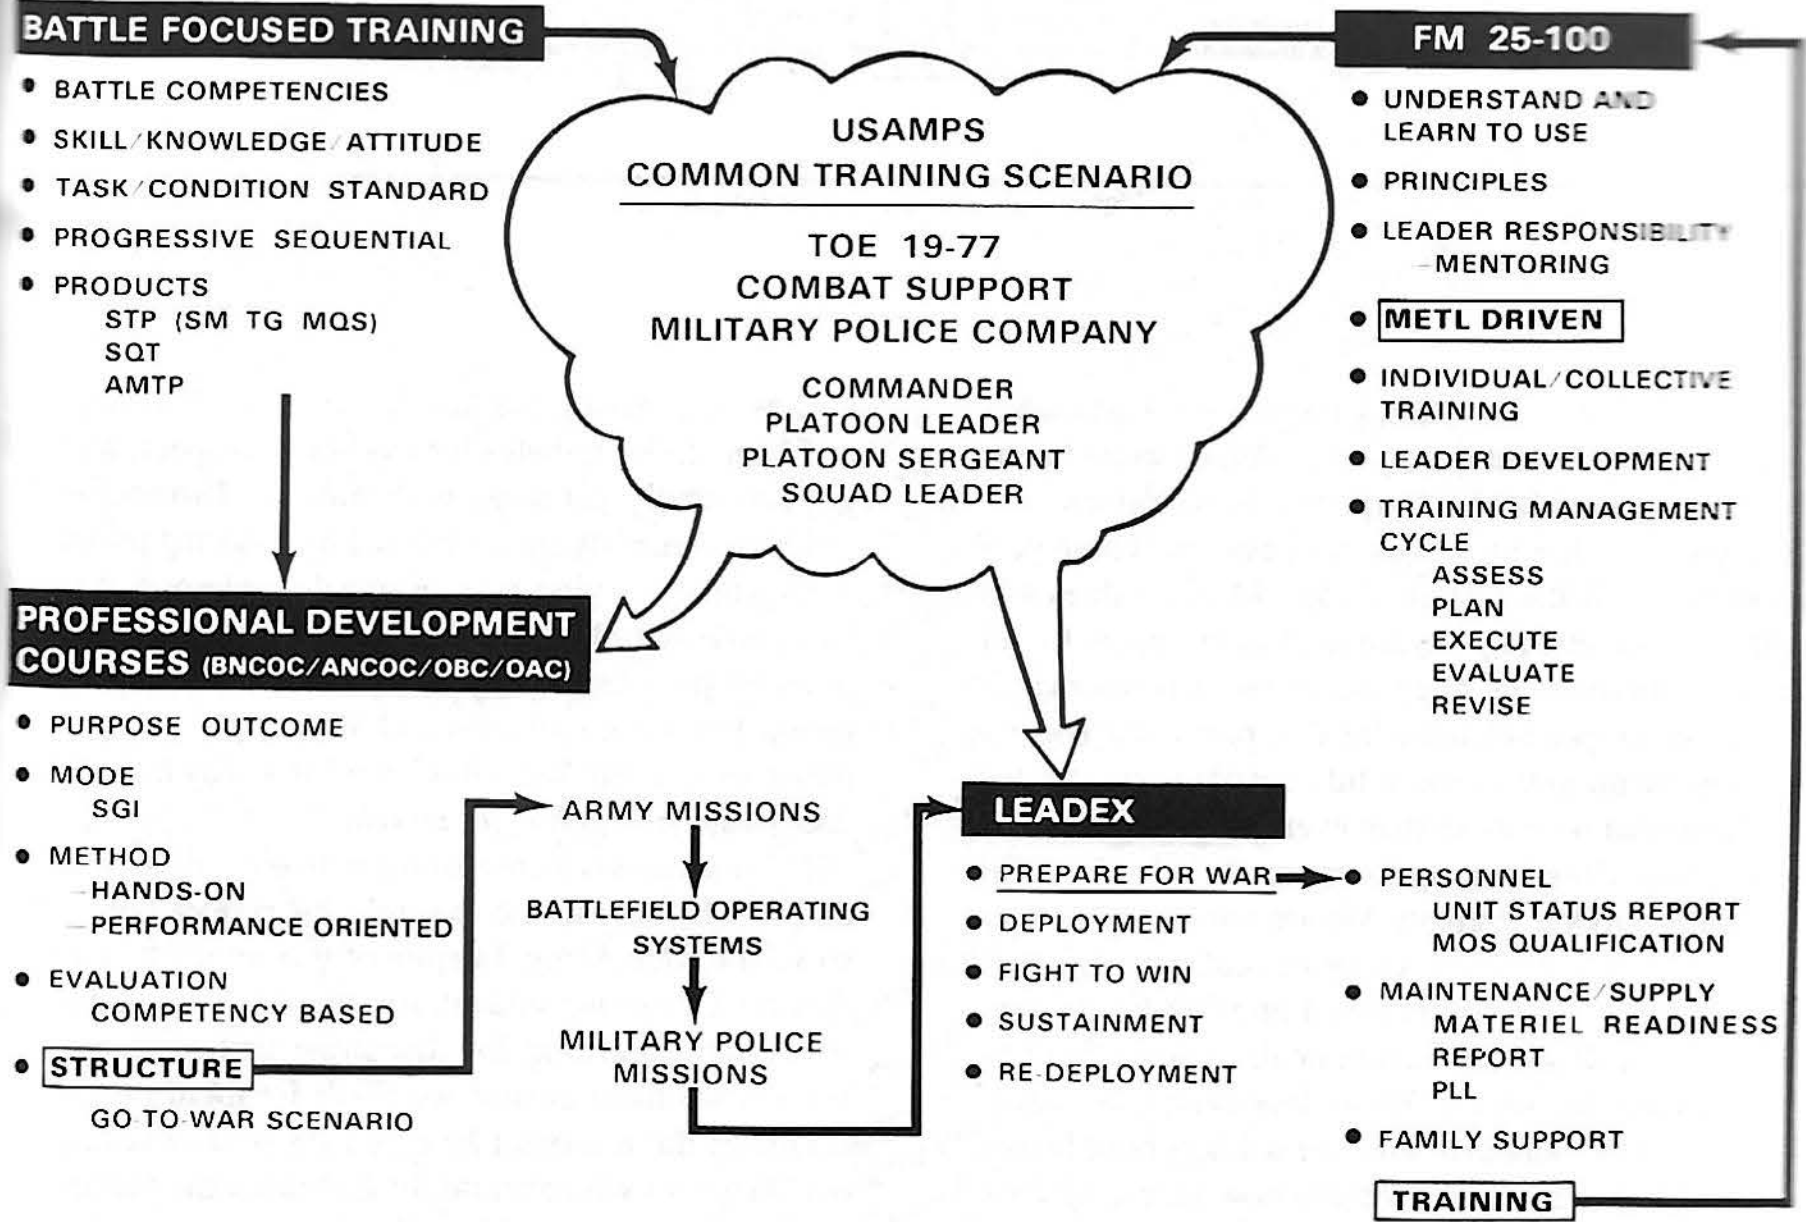 BATTLE FOCUSED TRAINING
• BATTLE COMPETENCIES
• SKILL/KNOWLEDGE/ATTITUDE
• TASK/CONDITION STANDARD
• PROGRESSIVE SEQUENTIAL
• PRODUCTS
STP (SM TG MQS)
SQT
AMTP
USAMPS
COMMON TRAINING SCENARIO
TOE 19-77
COMBAT SUPPORT
MILITARY POLICE COMPANY
COMMANDER
PLATOON LEADER
PLATOON SERGEANT
SQUAD LEADER
FM 25-100
• UNDERSTAND AND
LEARN TO USE
• PRINCIPLES
• LEADER RESPONSIBILITY
–MENTORING
• METL DRIVEN
• INDIVIDUAL/COLLECTIVE
TRAINING
• LEADER DEVELOPMENT
• TRAINING MANAGEMENT
CYCLE
ASSESS
PLAN
EXECUTE
EVALUATE
REVISE
PROFESSIONAL DEVELOPMENT
COURSES (BNCOC/ANCOC/OBC/OAC)
• PURPOSE OUTCOME
• MODE
SGI
• METHOD
–HANDS-ON
–PERFORMANCE ORIENTED
• EVALUATION
COMPETENCY BASED
• STRUCTURE
GO-TO-WAR SCENARIO
ARMY MISSIONS
BATTLEFIELD OPERATING
SYSTEMS
MILITARY POLICE
MISSIONS
LEADEX
• PREPARE FOR WAR
• DEPLOYMENT
• FIGHT TO WIN
• SUSTAINMENT
• RE-DEPLOYMENT
• PERSONNEL
UNIT STATUS REPORT
MOS QUALIFICATION
• MAINTENANCE/SUPPLY
MATERIEL READINESS
REPORT
PLL
• FAMILY SUPPORT
TRAINING